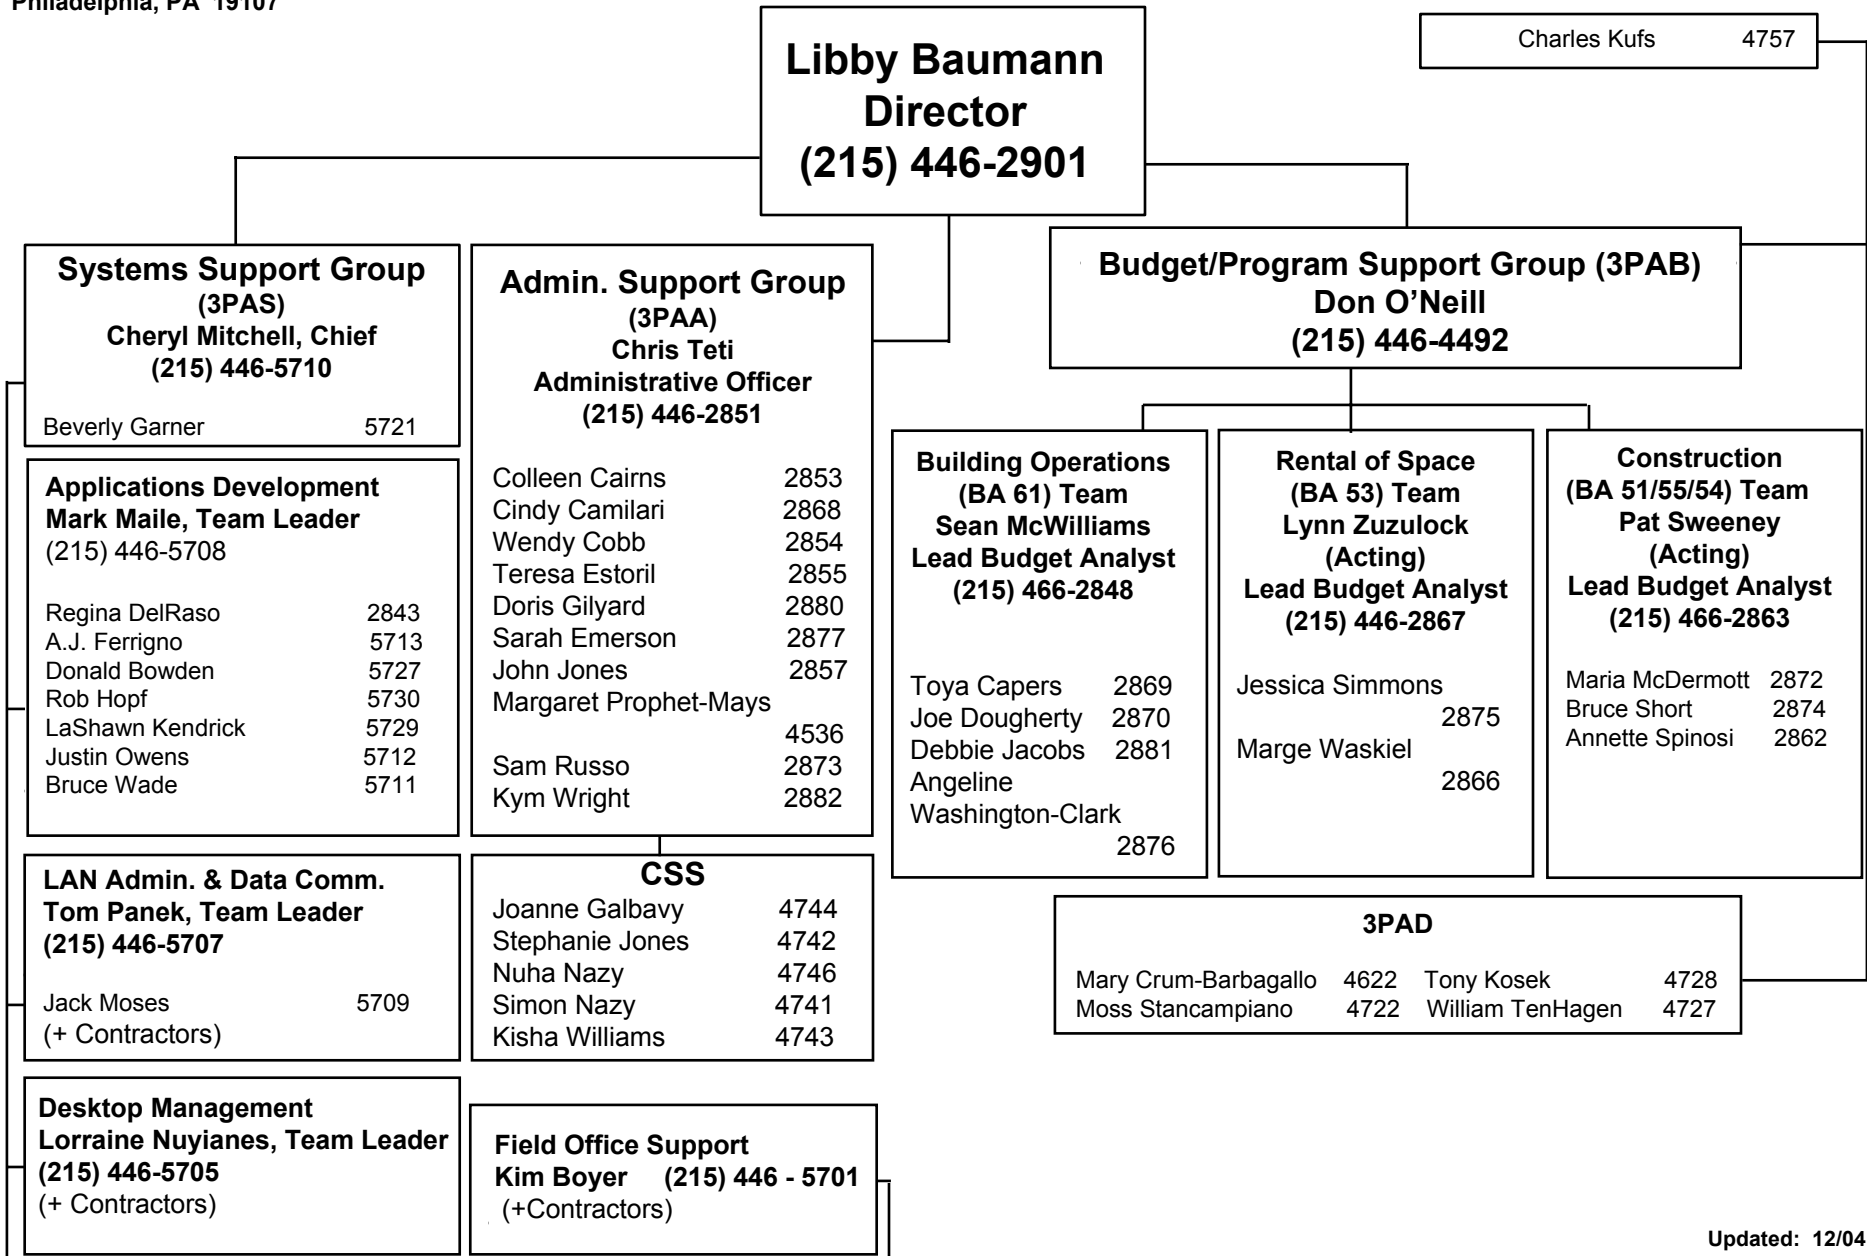 Philadelphia, PA 19107
Libby Baumann
Director
(215) 446-2901
Charles Kufs 4757
Systems Support Group
(3PAS)
Cheryl Mitchell, Chief
(215) 446-5710
Beverly Garner 5721
Applications Development
Mark Maile, Team Leader
(215) 446-5708
Regina DelRaso 2843
A.J. Ferrigno 5713
Donald Bowden 5727
Rob Hopf 5730
LaShawn Kendrick 5729
Justin Owens 5712
Bruce Wade 5711
LAN Admin. & Data Comm.
Tom Panek, Team Leader
(215) 446-5707
Jack Moses 5709
(+ Contractors)
Desktop Management
Lorraine Nuyianes, Team Leader
(215) 446-5705
(+ Contractors)
Admin. Support Group
(3PAA)
Chris Teti
Administrative Officer
(215) 446-2851
Colleen Cairns 2853
Cindy Camilari 2868
Wendy Cobb 2854
Teresa Estoril 2855
Doris Gilyard 2880
Sarah Emerson 2877
John Jones 2857
Margaret Prophet-Mays
4536
Sam Russo 2873
Kym Wright 2882
CSS
Joanne Galbavy 4744
Stephanie Jones 4742
Nuha Nazy 4746
Simon Nazy 4741
Kisha Williams 4743
Field Office Support
Kim Boyer (215) 446 - 5701
(+Contractors)
Budget/Program Support Group (3PAB)
Don O’Neill
(215) 446-4492
Building Operations
(BA 61) Team
Sean McWilliams
Lead Budget Analyst
(215) 466-2848
Toya Capers 2869
Joe Dougherty 2870
Debbie Jacobs 2881
Angeline
Washington-Clark
2876
Rental of Space
(BA 53) Team
Lynn Zuzulock
(Acting)
Lead Budget Analyst
(215) 446-2867
Jessica Simmons
2875
Marge Waskiel
2866
Construction
(BA 51/55/54) Team
Pat Sweeney
(Acting)
Lead Budget Analyst
(215) 466-2863
Maria McDermott 2872
Bruce Short 2874
Annette Spinosi 2862
3PAD
Mary Crum-Barbagallo 4622 Tony Kosek 4728
Moss Stancampiano 4722 William TenHagen 4727
Updated: 12/04